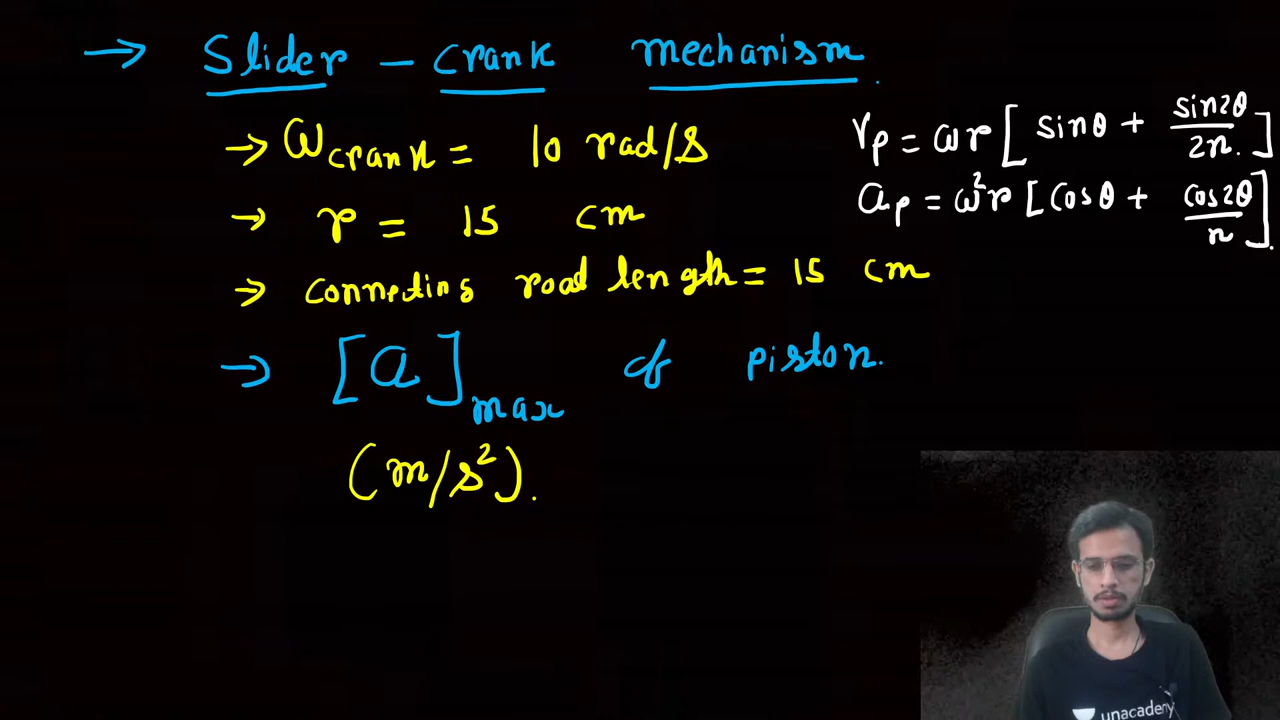 → Slider - crank mechanism.
→ ωcrank = 10 rad/s
Vp = ωr [sinθ + sin2θ/2n.]
→ r = 15 cm
ap = ω²r [cosθ + cos2θ/n].
→ connecting road length = 15 cm
→ [a]max of piston.
(m/s²).
unacademy